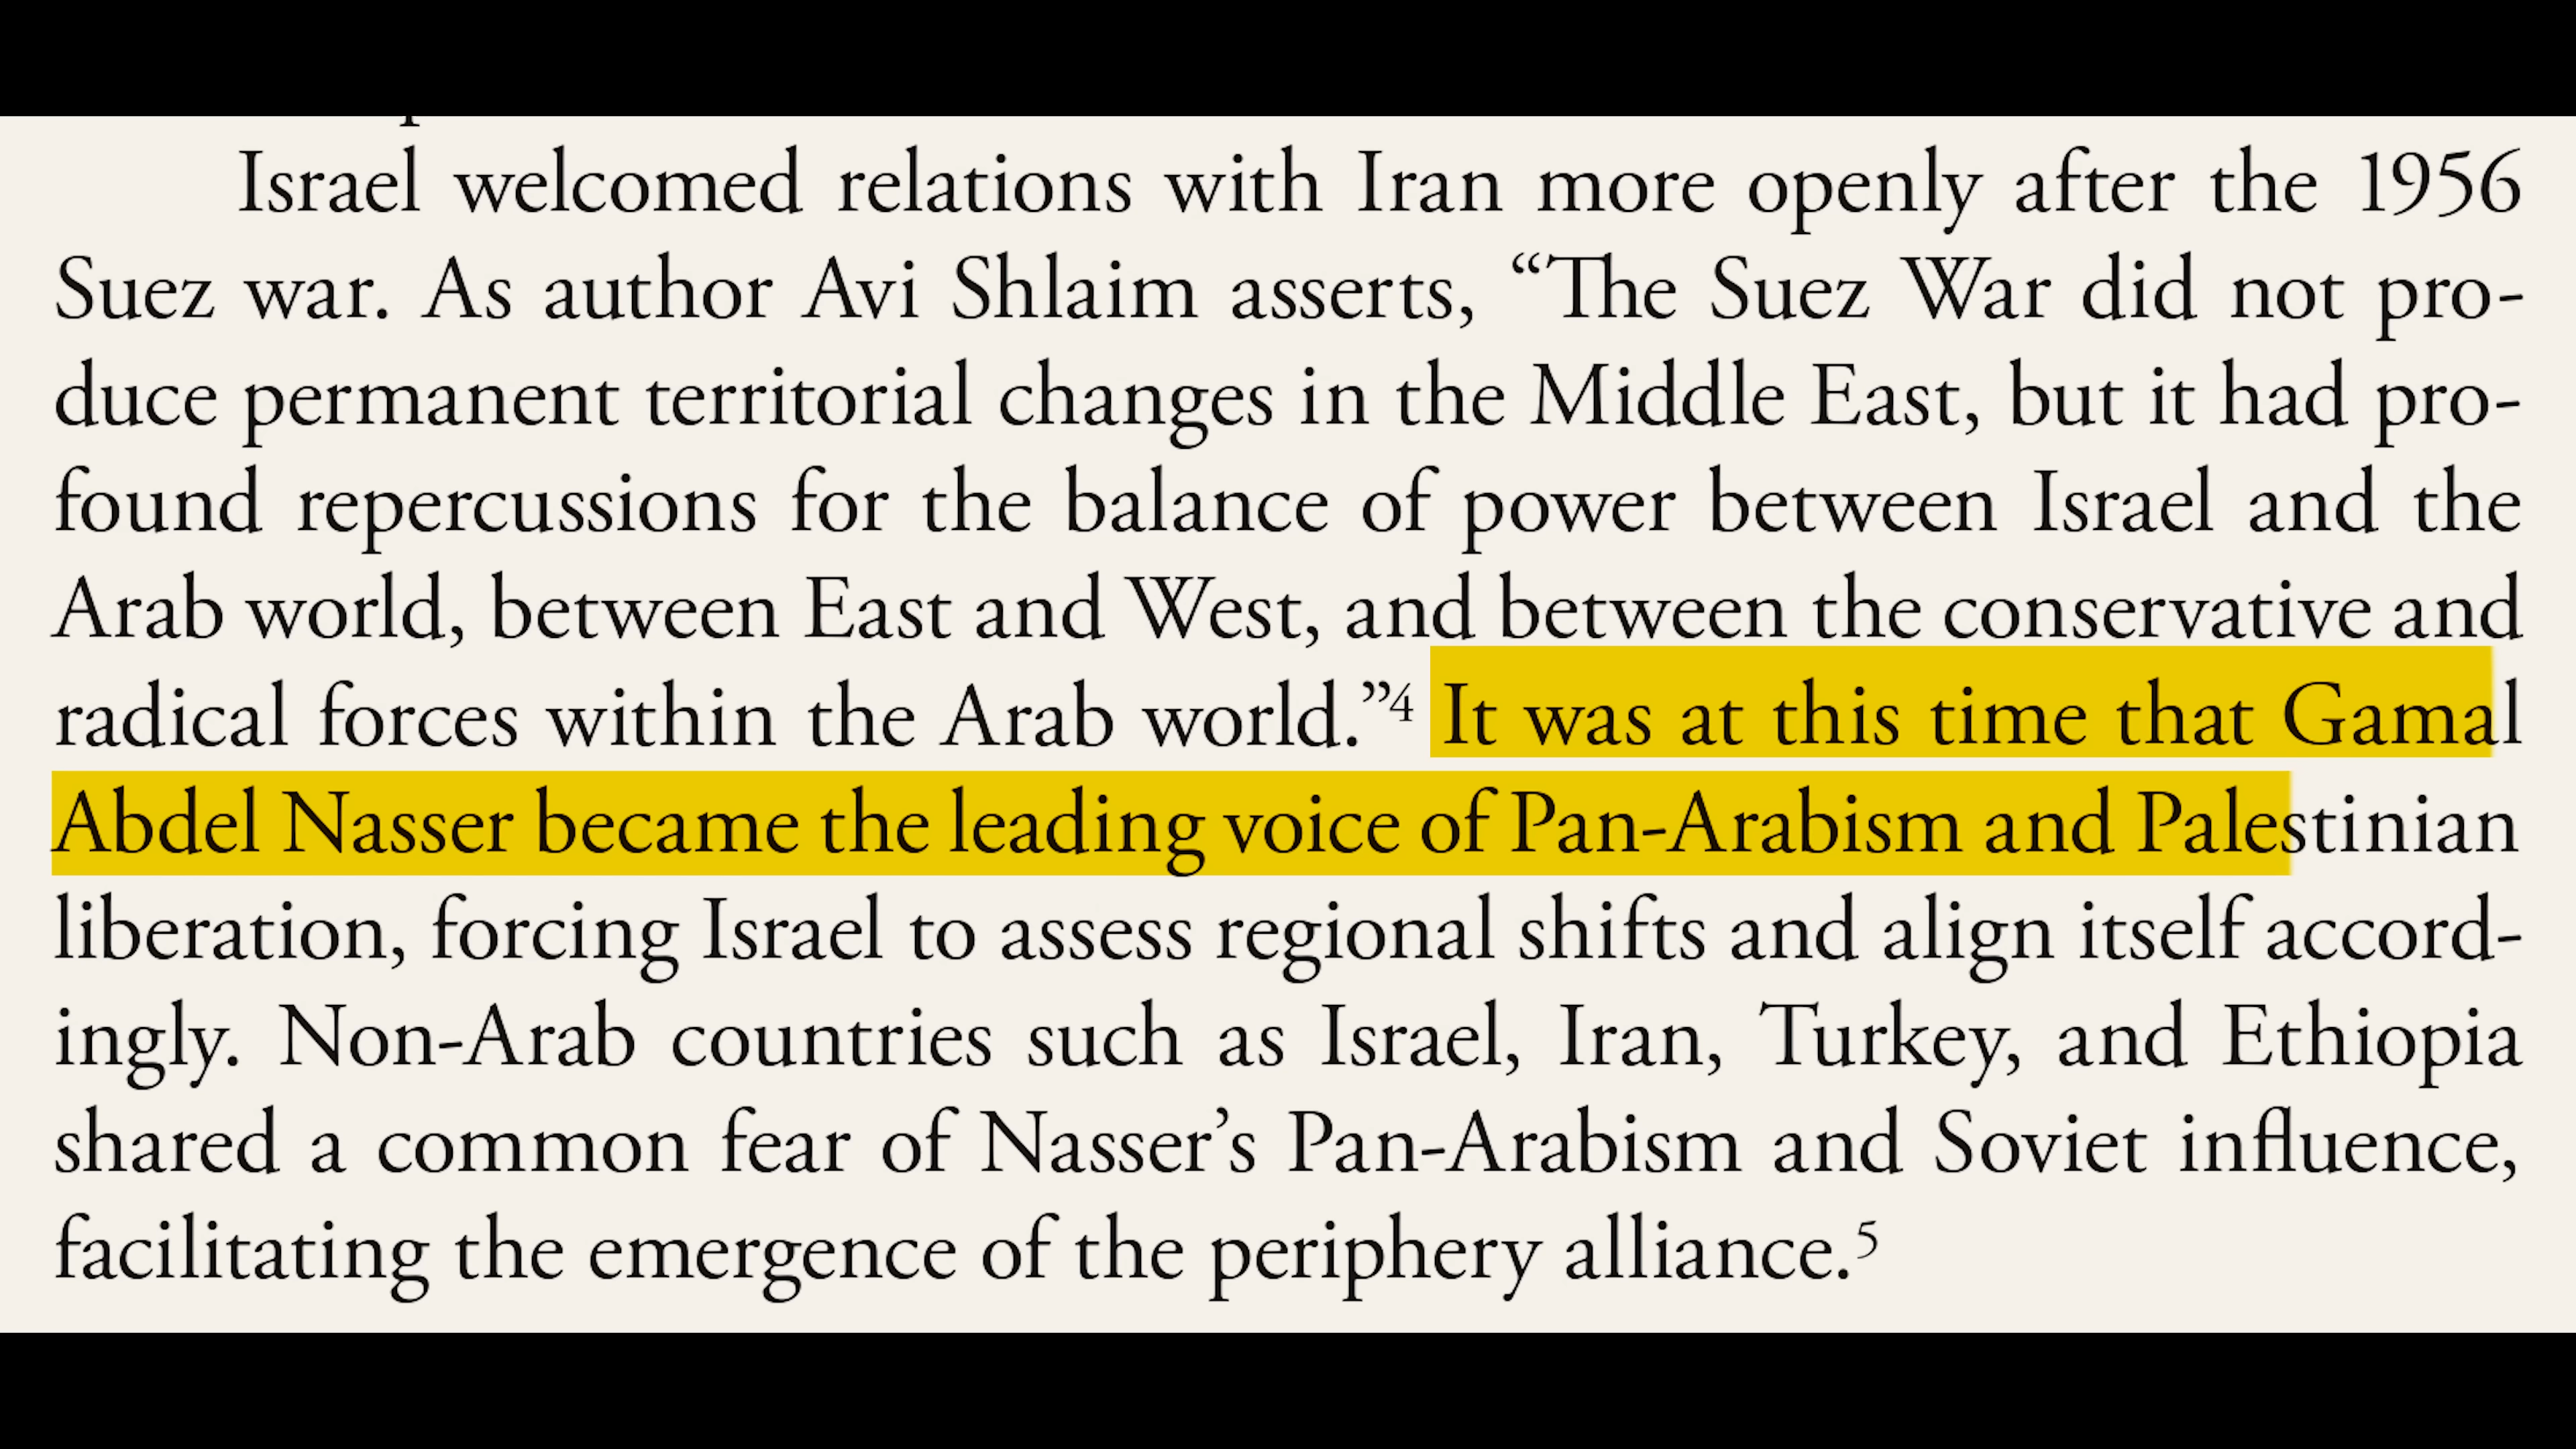 Israel welcomed relations with Iran more openly after the 1956
Suez war. As author Avi Shlaim asserts, “The Suez War did not pro-
duce permanent territorial changes in the Middle East, but it had pro-
found repercussions for the balance of power between Israel and the
Arab world, between East and West, and between the conservative and
radical forces within the Arab world.”4 It was at this time that Gamal
Abdel Nasser became the leading voice of Pan-Arabism and Palestinian
liberation, forcing Israel to assess regional shifts and align itself accord-
ingly. Non-Arab countries such as Israel, Iran, Turkey, and Ethiopia
shared a common fear of Nasser’s Pan-Arabism and Soviet influence,
facilitating the emergence of the periphery alliance.5